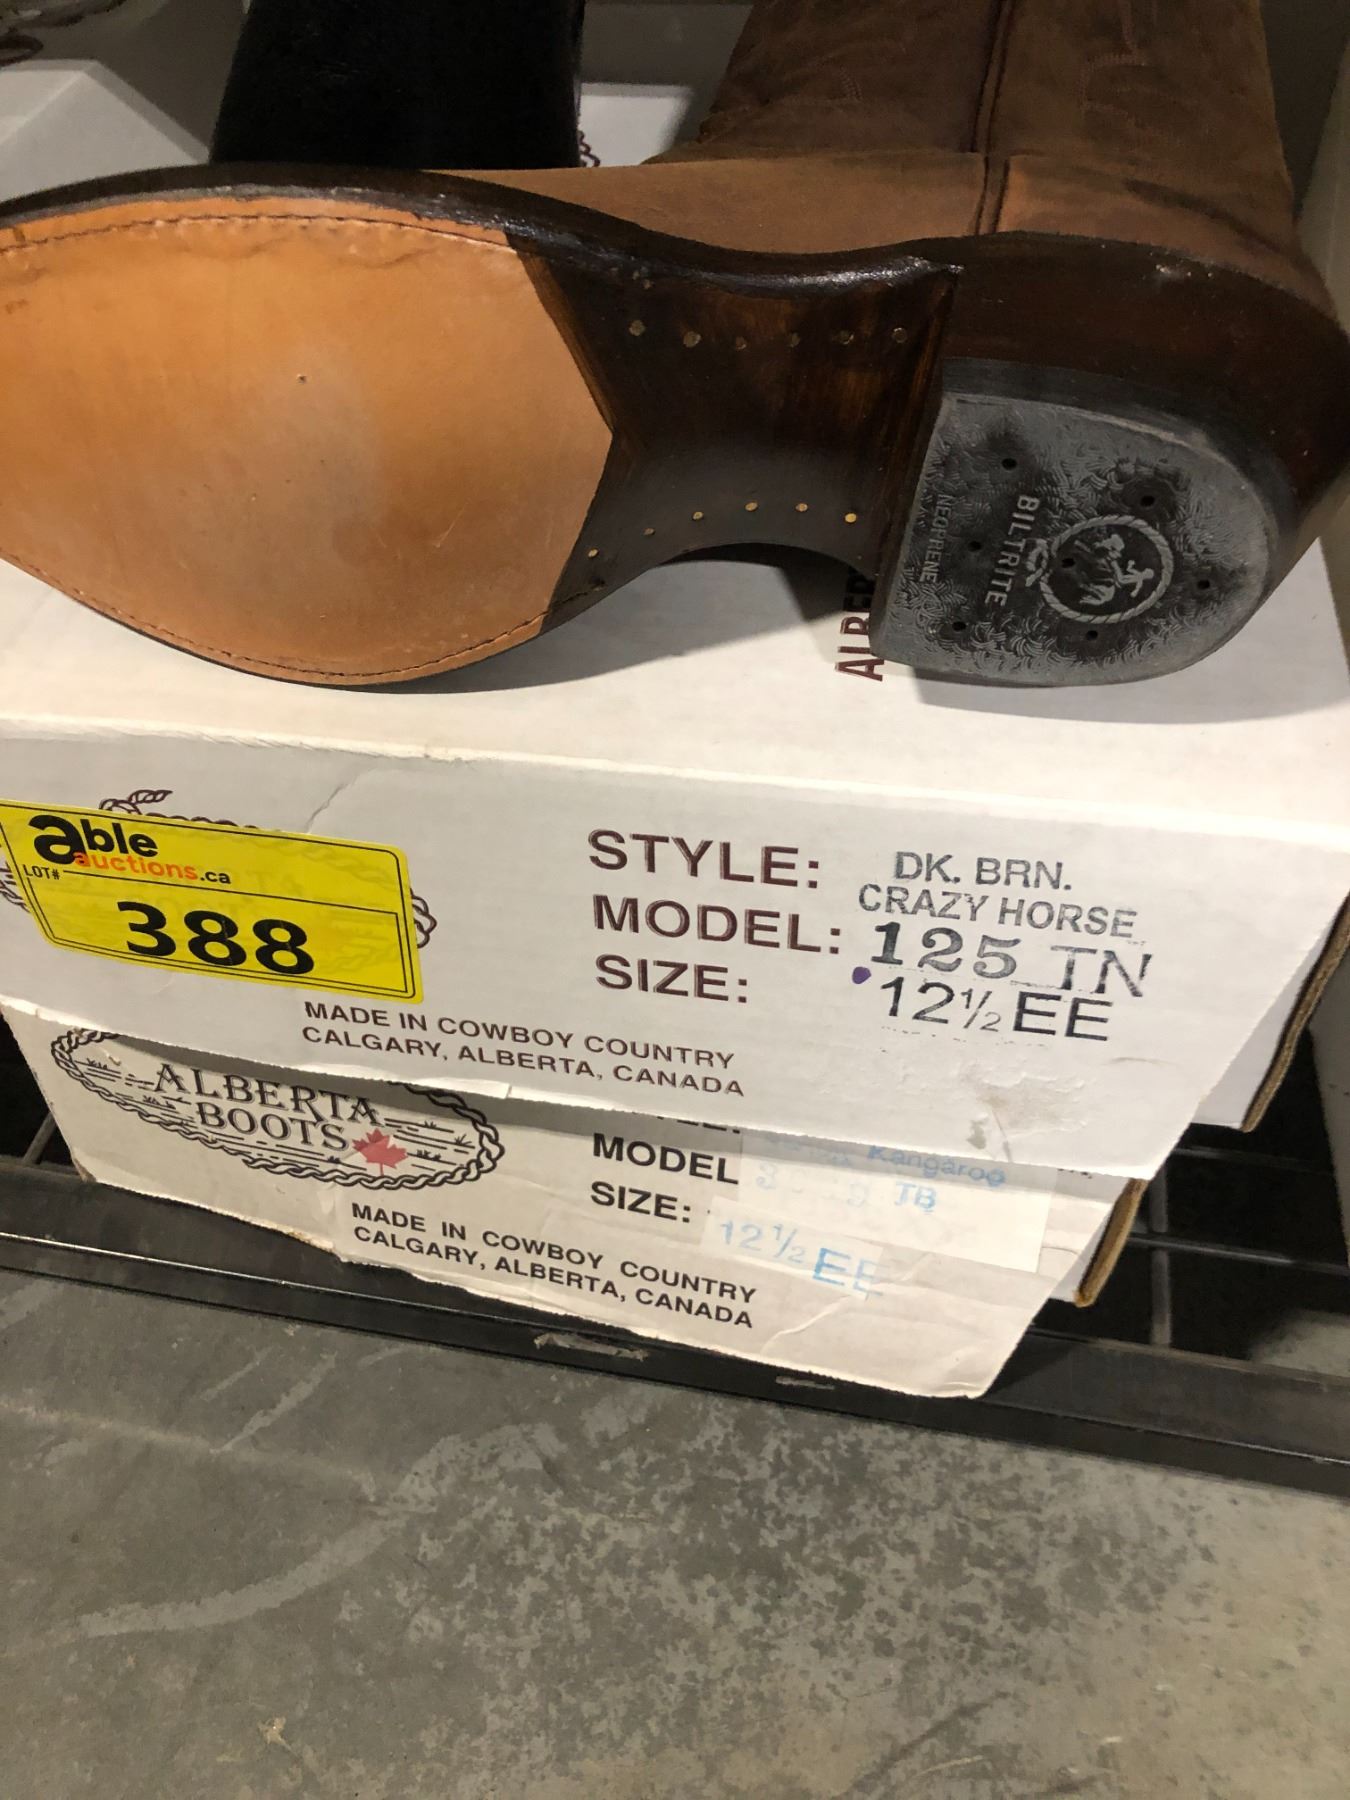 BILTRITE
NEOPRENE
able
auctions.ca
LOT#
388
STYLE: DK. BRN.
CRAZY HORSE
MODEL: 125 TN
SIZE: 12½ EE
MADE IN COWBOY COUNTRY
CALGARY, ALBERTA, CANADA
ALBERTA
BOOTS
Kangaroo
MODEL TB
SIZE: 12½ EE
MADE IN COWBOY COUNTRY
CALGARY, ALBERTA, CANADA